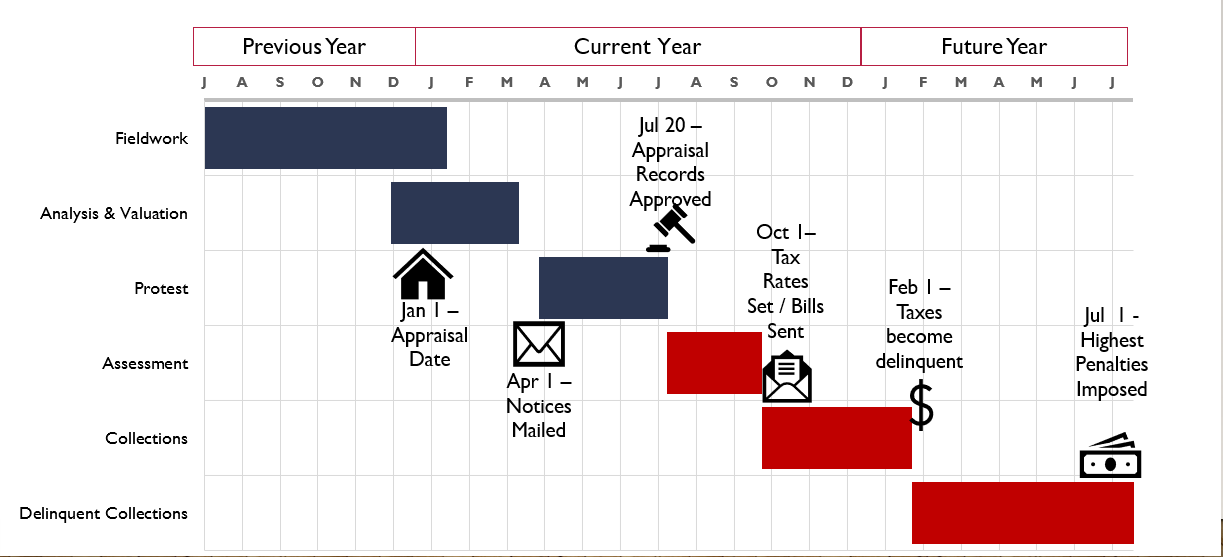 Previous Year Current Year Future Year
J A S O N D J F M A M J J A S O N D J F M A M J J
Fieldwork
Analysis & Valuation
Protest
Assessment
Collections
Delinquent Collections
Jan 1 –
Appraisal
Date
Apr 1 –
Notices
Mailed
Jul 20 –
Appraisal
Records
Approved
Oct 1–
Tax
Rates
Set / Bills
Sent
Feb 1 –
Taxes
become
delinquent
$
Jul 1 -
Highest
Penalties
Imposed